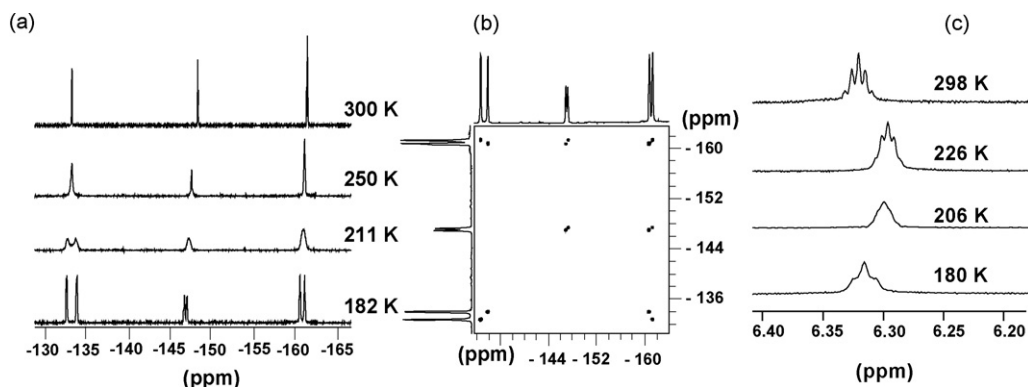 (a)
300 K
250 K
211 K
182 K
-130 -135 -140 -145 -150 -155 -160 -165
(ppm)
(b)
(ppm)
- 160
- 152
- 144
- 136
- 144 - 152 - 160
(ppm)
(c)
298 K
226 K
206 K
180 K
6.40 6.35 6.30 6.25 6.20
(ppm)